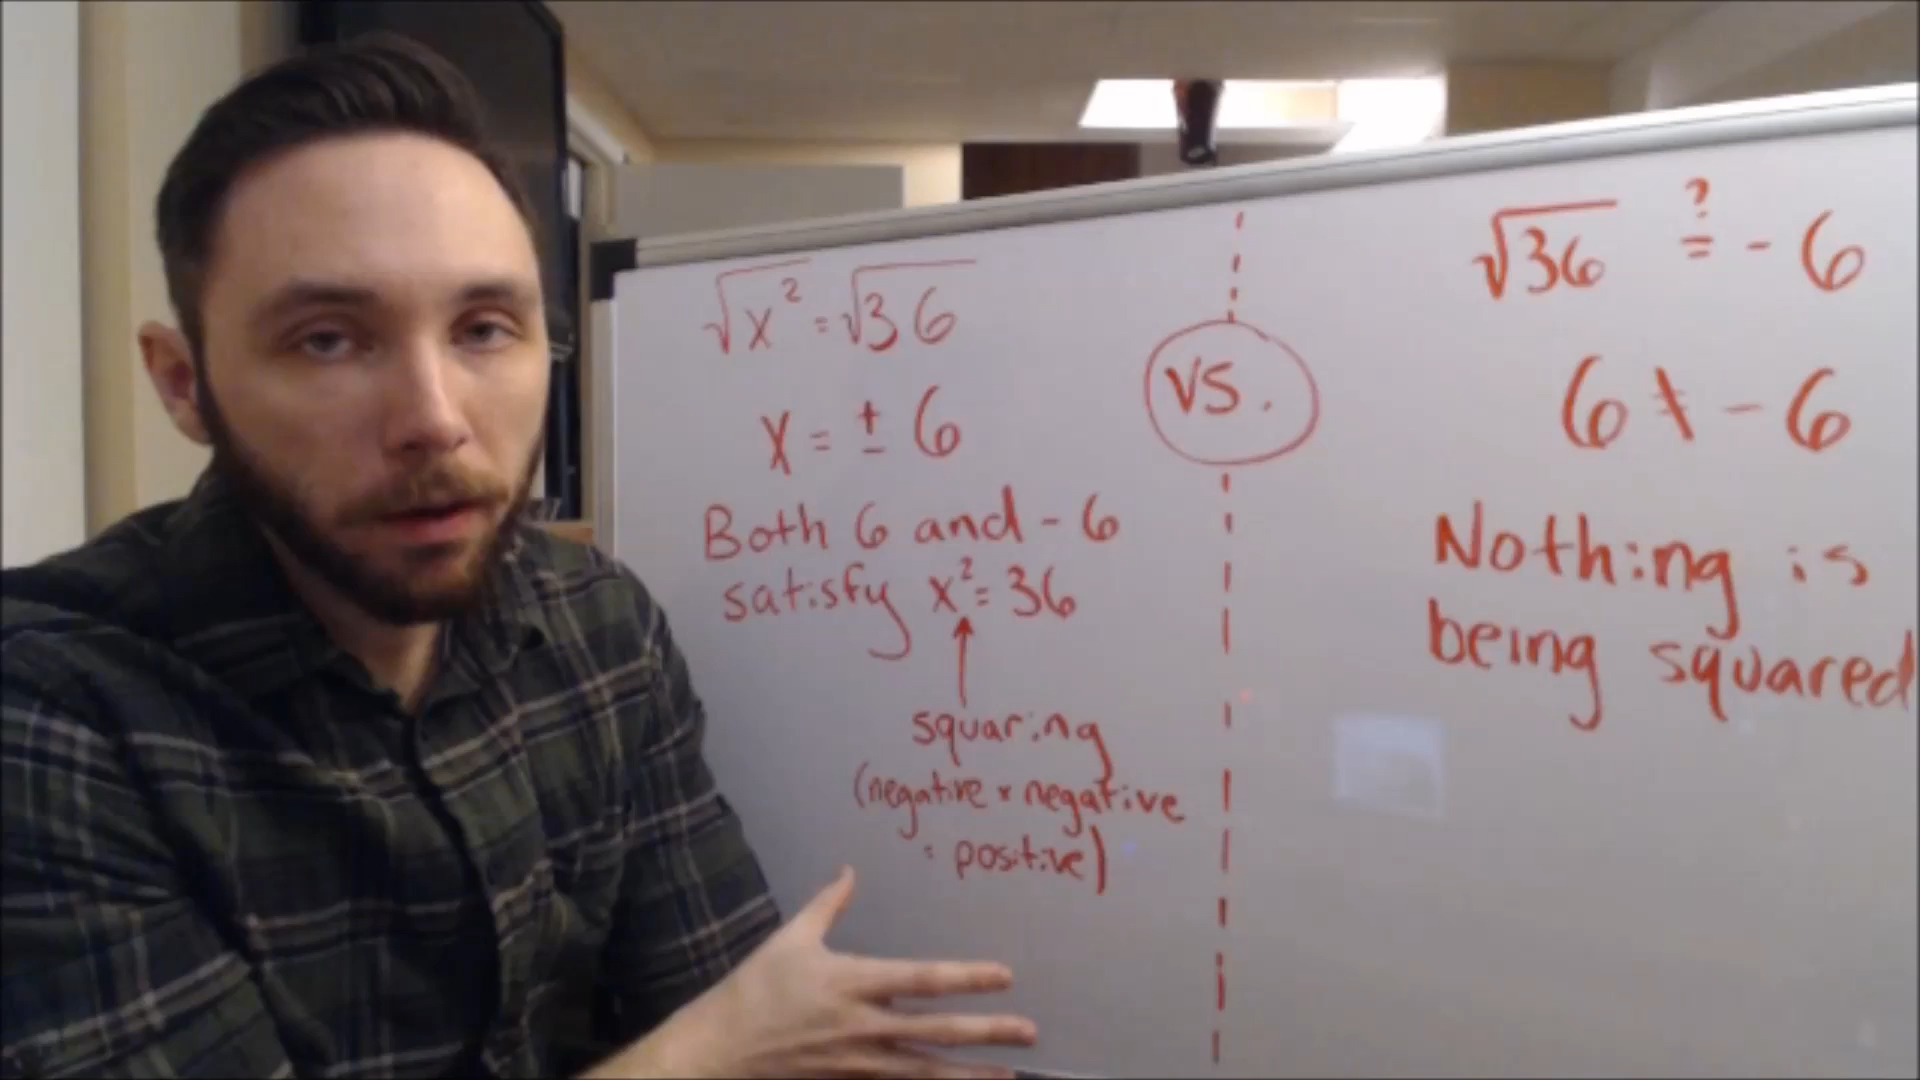 √x² = √36
x = ± 6
Both 6 and - 6
satisfy x² = 36
squaring
(negative x negative
= positive)
vs.
√36 ≟ - 6
6 ≠ - 6
Nothing is
being squared